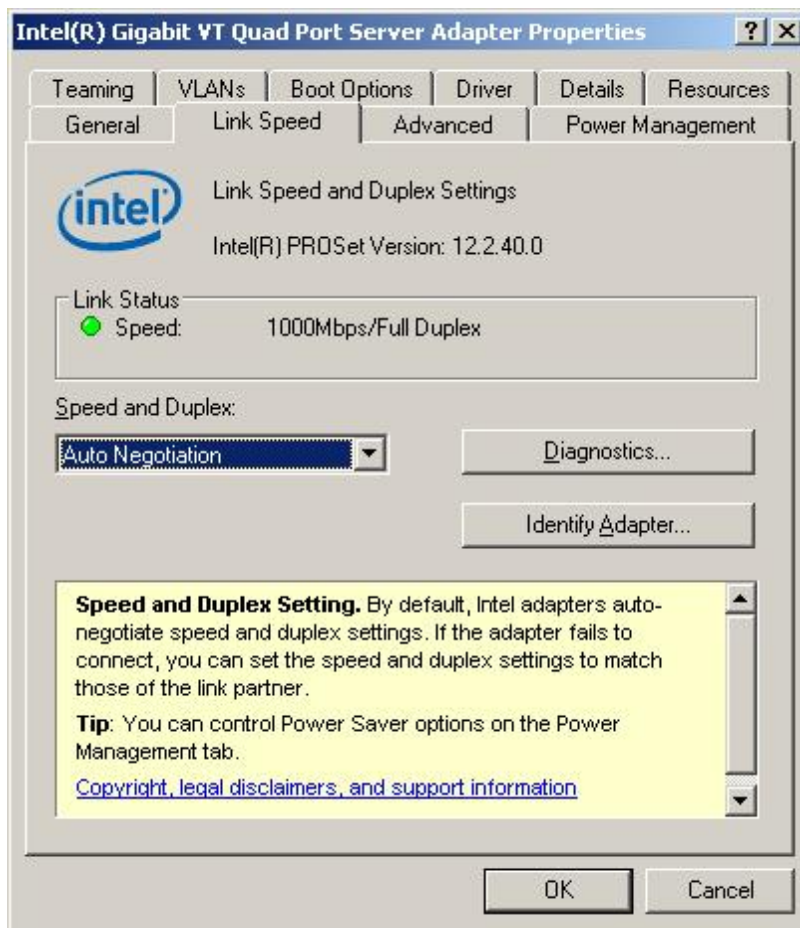 Intel(R) Gigabit VT Quad Port Server Adapter Properties
Teaming VLANs Boot Options Driver Details Resources
General Link Speed Advanced Power Management
intel
Link Speed and Duplex Settings
Intel(R) PROSet Version: 12.2.40.0
Link Status
Speed: 1000Mbps/Full Duplex
Speed and Duplex:
Auto Negotiation
Diagnostics...
Identify Adapter...
Speed and Duplex Setting. By default, Intel adapters auto-
negotiate speed and duplex settings. If the adapter fails to
connect, you can set the speed and duplex settings to match
those of the link partner.
Tip: You can control Power Saver options on the Power
Management tab.
Copyright, legal disclaimers, and support information
OK Cancel